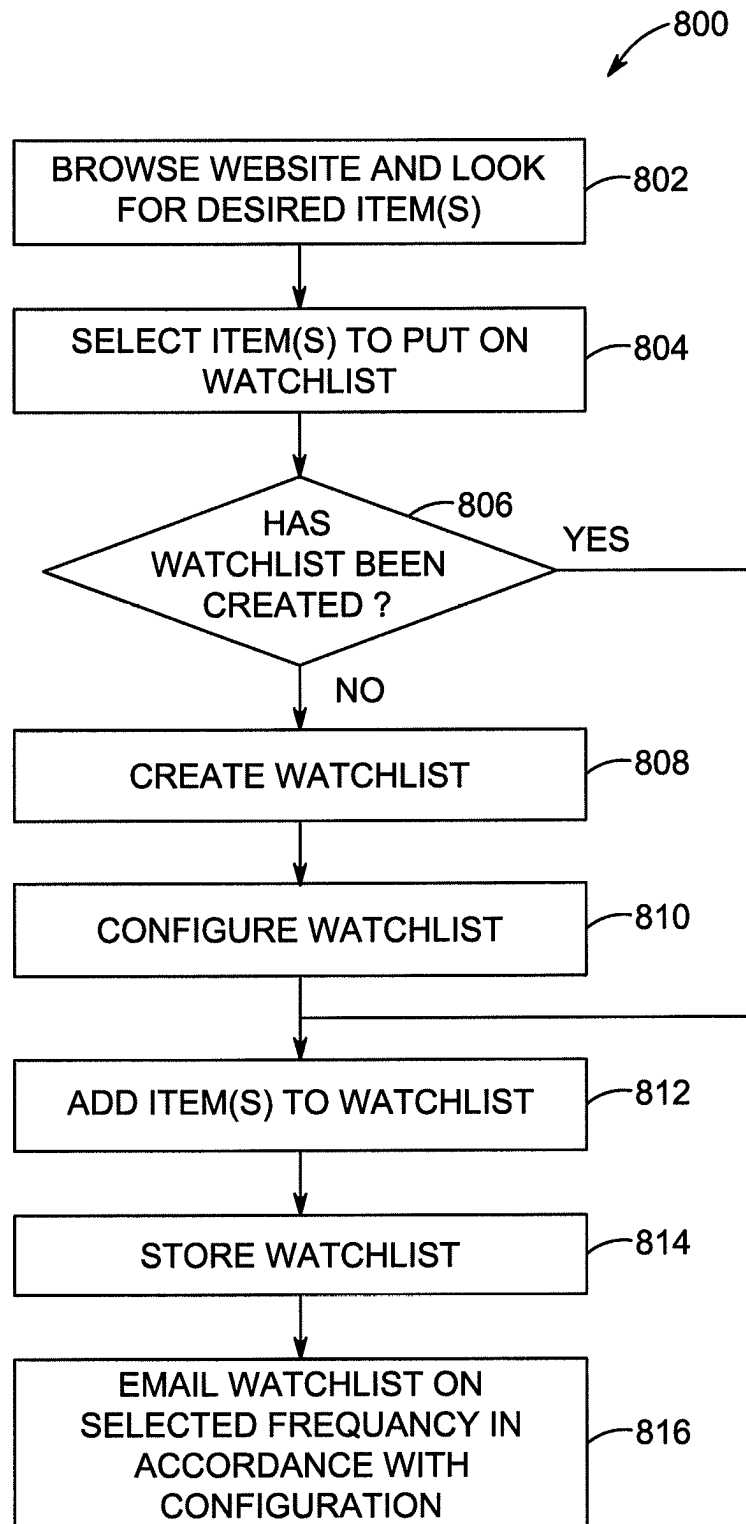 800
BROWSE WEBSITE AND LOOK
FOR DESIRED ITEM(S)
802
SELECT ITEM(S) TO PUT ON
WATCHLIST
804
HAS
WATCHLIST BEEN
CREATED ?
806
YES
NO
CREATE WATCHLIST
808
CONFIGURE WATCHLIST
810
ADD ITEM(S) TO WATCHLIST
812
STORE WATCHLIST
814
EMAIL WATCHLIST ON
SELECTED FREQUANCY IN
ACCORDANCE WITH
CONFIGURATION
816